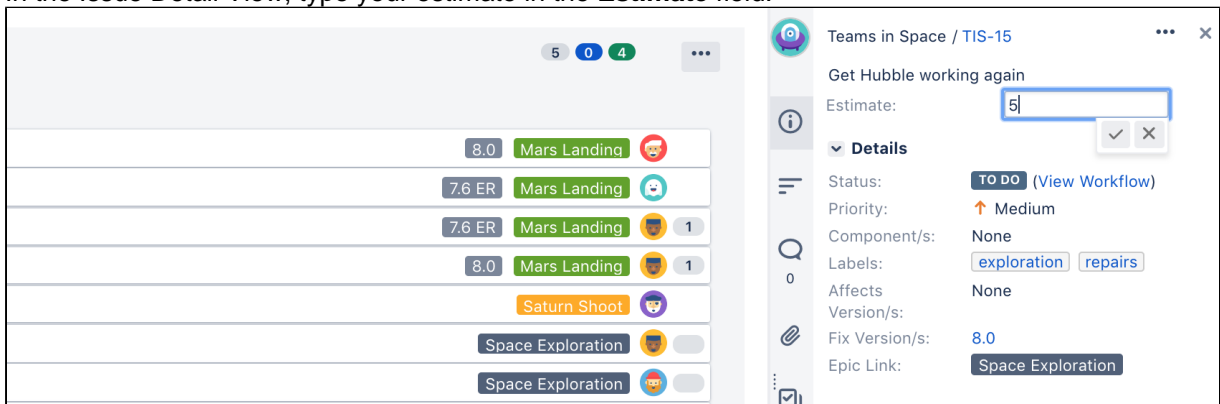 In the Issue Detail View, type your estimate in the Estimate field.
5 0 4
8.0 Mars Landing
7.6 ER Mars Landing
7.6 ER Mars Landing 1
8.0 Mars Landing 1
Saturn Shoot
Space Exploration
Space Exploration
Teams in Space / TIS-15
Get Hubble working again
Estimate: 5
Details
Status: TO DO (View Workflow)
Priority: Medium
Component/s: None
Labels: exploration repairs
0
Affects None
Version/s:
Fix Version/s: 8.0
Epic Link: Space Exploration